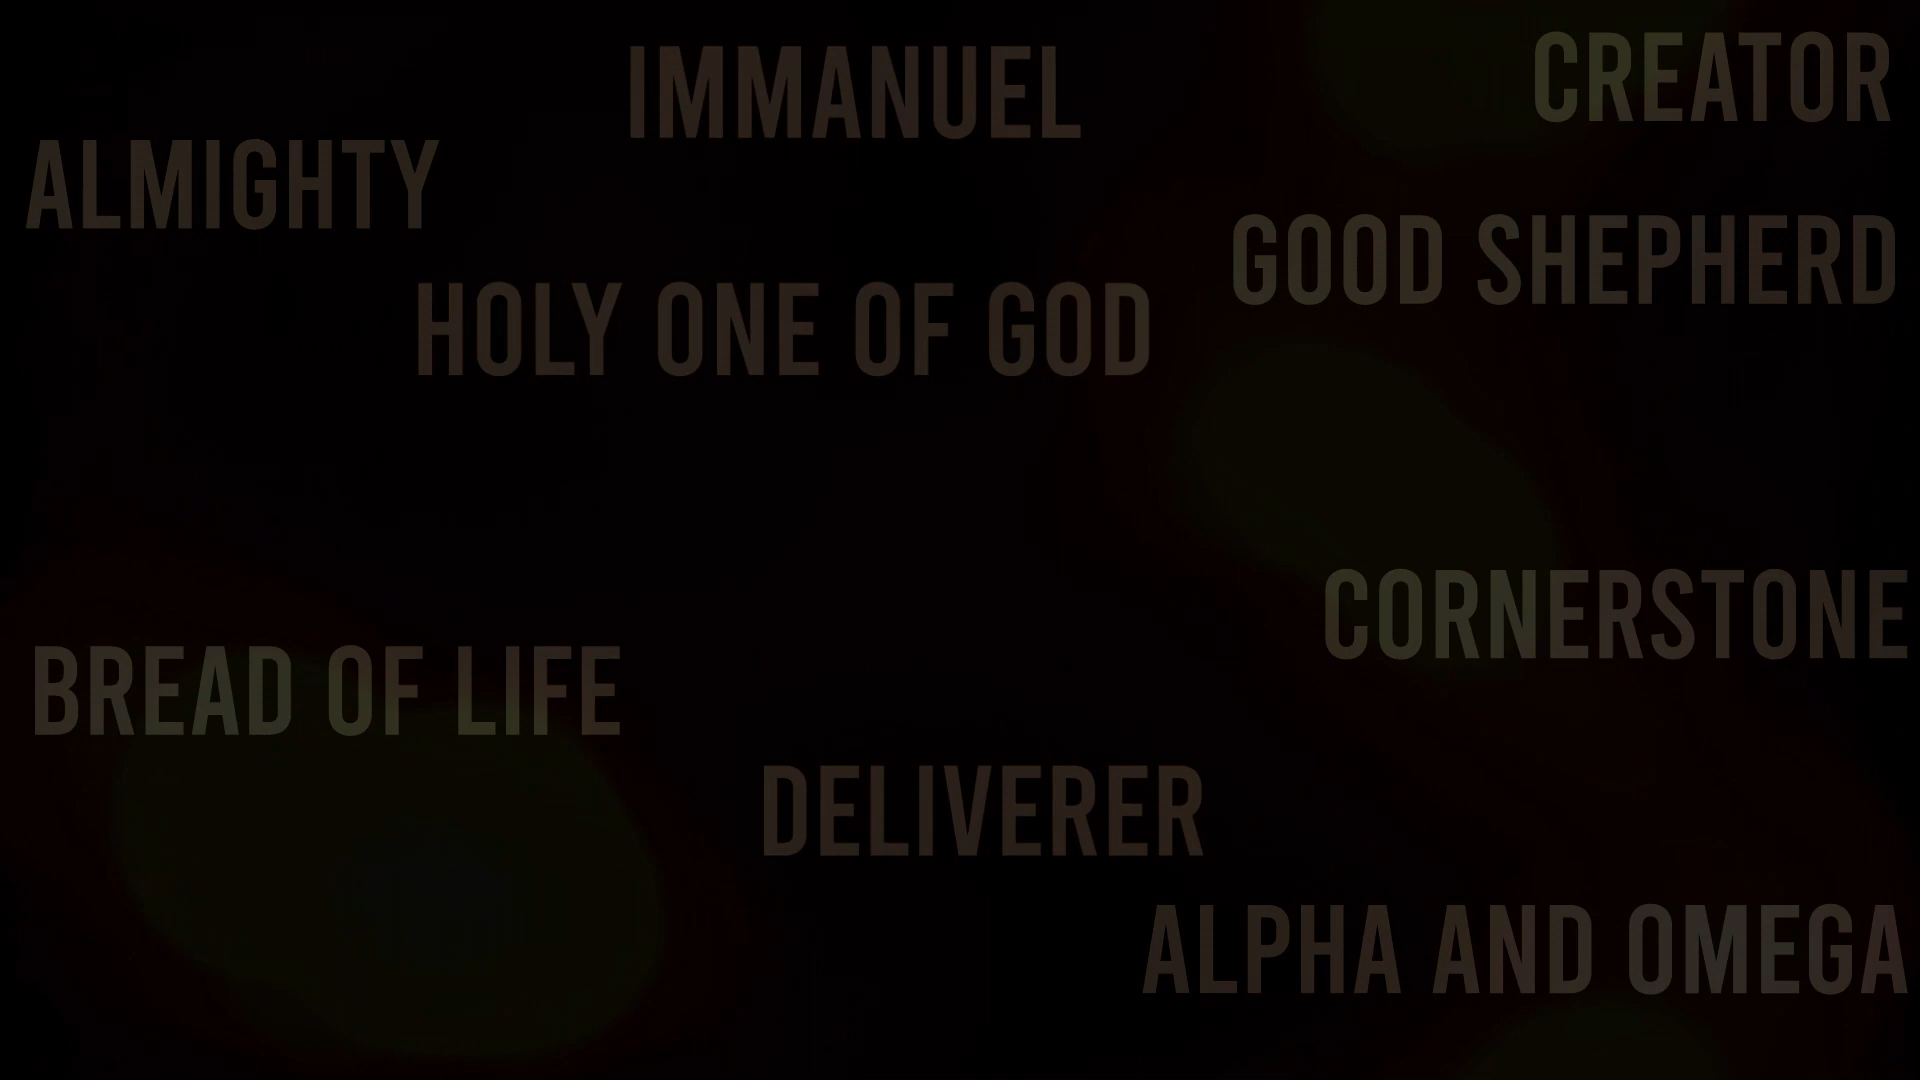 IMMANUEL
CREATOR
ALMIGHTY
GOOD SHEPHERD
HOLY ONE OF GOD
CORNERSTONE
BREAD OF LIFE
DELIVERER
ALPHA AND OMEGA